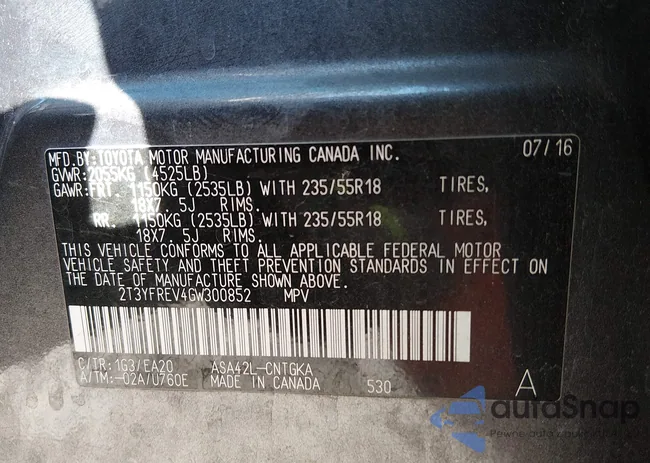 MFD.BY:TOYOTA MOTOR MANUFACTURING CANADA INC. 07/16
GVWR:2055KG (4525LB)
GAWR:FRT. 1150KG (2535LB) WITH 235/55R18 TIRES,
18X7. 5J RIMS.
RR. 1150KG (2535LB) WITH 235/55R18 TIRES,
18X7. 5J RIMS.
THIS VEHICLE CONFORMS TO ALL APPLICABLE FEDERAL MOTOR
VEHICLE SAFETY AND THEFT PREVENTION STANDARDS IN EFFECT ON
THE DATE OF MANUFACTURE SHOWN ABOVE.
2T3YFREV4GW300852 MPV
C/TR:1G3/EA20 ASA42L-CNTGKA
A/TM:-02A/U760E MADE IN CANADA 530 A
autoSnap
Pewne auto z